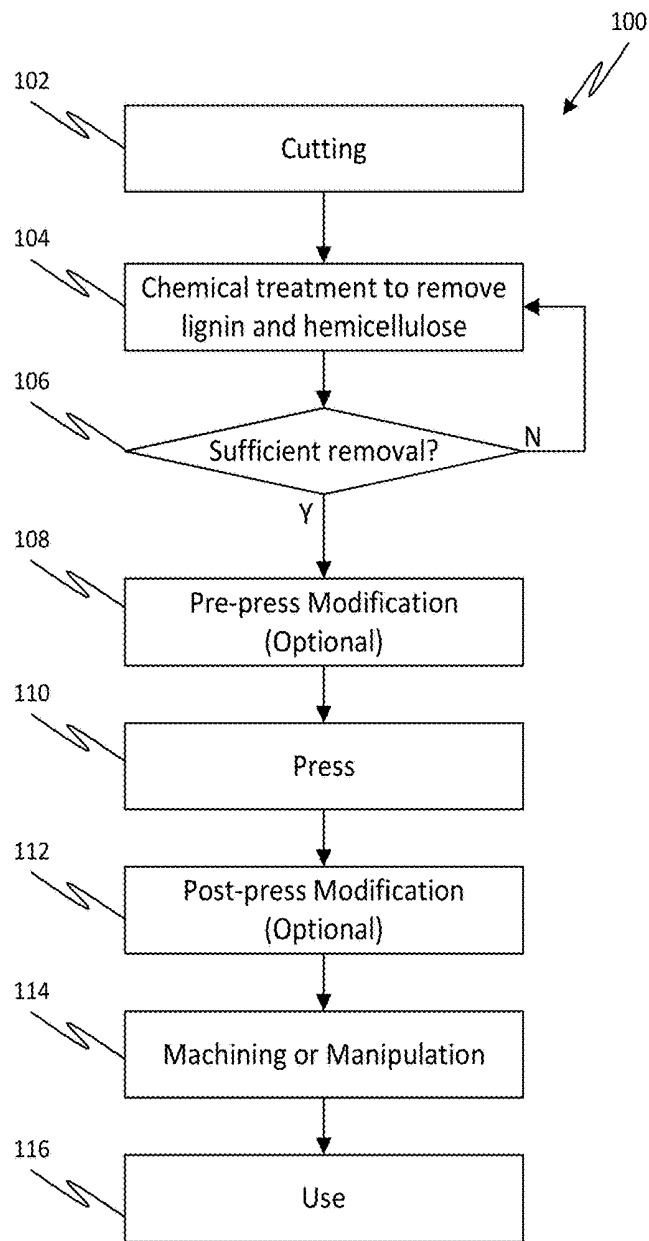 100
102
Cutting
104
Chemical treatment to remove
lignin and hemicellulose
106
Sufficient removal?
N
Y
108
Pre-press Modification
(Optional)
110
Press
112
Post-press Modification
(Optional)
114
Machining or Manipulation
116
Use